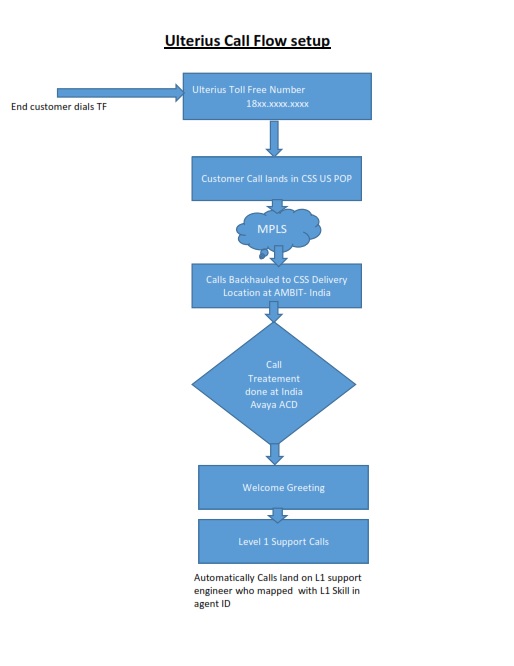 Ulterius Call Flow setup
Ulterius Toll Free Number
18xx.xxxx.xxxx
End customer dials TF
Customer Call lands in CSS US POP
MPLS
Calls Backhauled to CSS Delivery
Location at AMBIT- India
Call
Treatement
done at India
Avaya ACD
Welcome Greeting
Level 1 Support Calls
Automatically Calls land on L1 support
engineer who mapped with L1 Skill in
agent ID